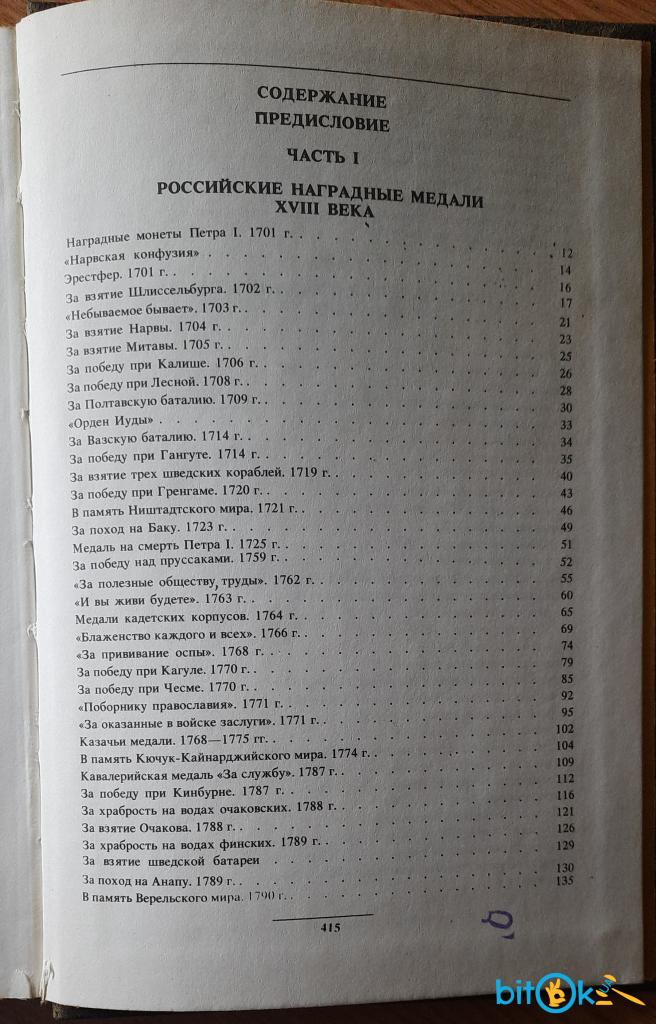 СОДЕРЖАНИЕ
ПРЕДИСЛОВИЕ
ЧАСТЬ I
РОССИЙСКИЕ НАГРАДНЫЕ МЕДАЛИ
XVIII ВЕКА
Наградные монеты Петра I. 1701 г. 12
«Нарвская конфузия» 14
Эрестфер. 1701 г. 16
За взятие Шлиссельбурга. 1702 г. 17
«Небываемое бывает». 1703 г. 21
За взятие Нарвы. 1704 г. 23
За взятие Митавы. 1705 г. 25
За победу при Калише. 1706 г. 26
За победу при Лесной. 1708 г. 28
За Полтавскую баталию. 1709 г. 30
«Орден Иуды» 33
За Вазскую баталию. 1714 г. 34
За победу при Гангуте. 1714 г. 35
За взятие трех шведских кораблей. 1719 г. 40
За победу при Гренгаме. 1720 г. 43
В память Ништадтского мира. 1721 г. 46
За поход на Баку. 1723 г. 49
Медаль на смерть Петра I. 1725 г. 51
За победу над пруссаками. 1759 г. 52
«За полезные обществу труды». 1762 г. 55
«И вы живи будете». 1763 г. 60
Медали кадетских корпусов. 1764 г. 65
«Блаженство каждого и всех». 1766 г. 69
«За прививание оспы». 1768 г. 74
За победу при Кагуле. 1770 г. 79
За победу при Чесме. 1770 г. 85
«Поборнику православия». 1771 г. 92
«За оказанные в войске заслуги». 1771 г. 95
Казачьи медали. 1768—1775 гг. 102
В память Кючук-Кайнарджийского мира. 1774 г. 104
Кавалерийская медаль «За службу». 1787 г. 109
За победу при Кинбурне. 1787 г. 112
За храбрость на водах очаковских. 1788 г. 116
За взятие Очакова. 1788 г. 121
За храбрость на водах финских. 1789 г. 126
За взятие шведской батареи 129
За поход на Анапу. 1789 г. 130
В память Верельского мира. 1790 г. 135
415
bitOk